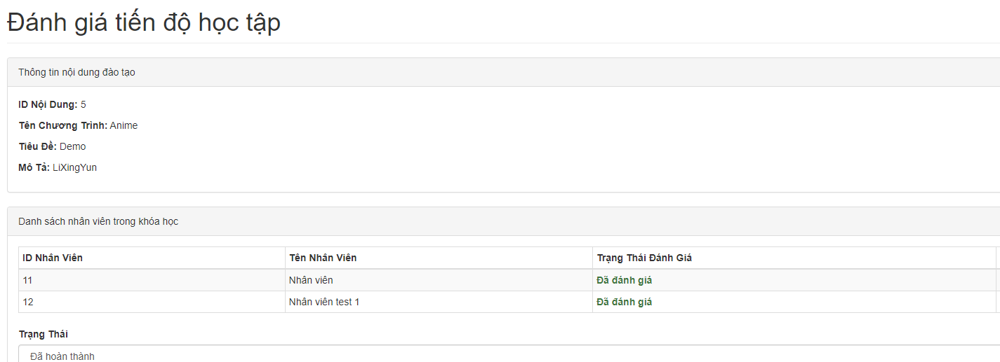 Đánh giá tiến độ học tập
Thông tin nội dung đào tạo
ID Nội Dung: 5
Tên Chương Trình: Anime
Tiêu Đề: Demo
Mô Tả: LiXingYun
Danh sách nhân viên trong khóa học
ID Nhân Viên Tên Nhân Viên Trạng Thái Đánh Giá
11 Nhân viên Đã đánh giá
12 Nhân viên test 1 Đã đánh giá
Trạng Thái
Đã hoàn thành